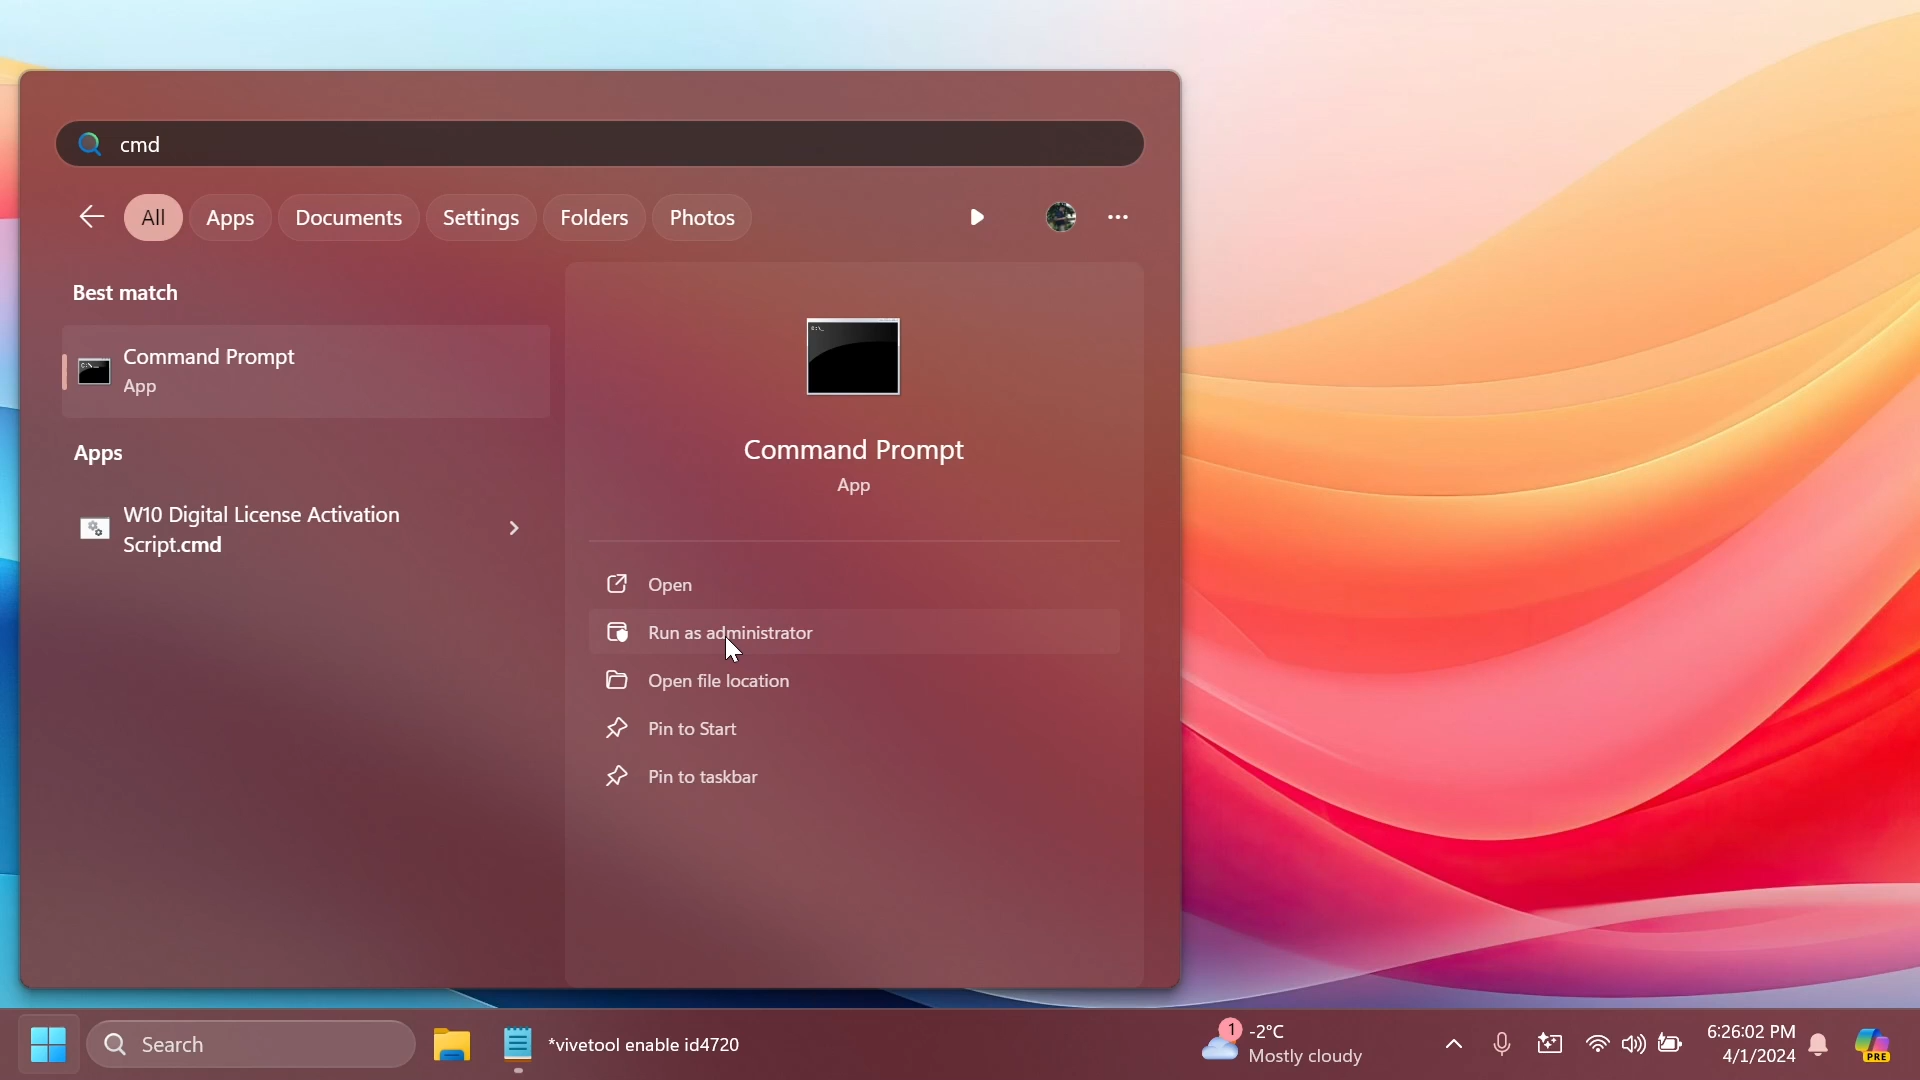 cmd
All
Apps
Documents
Settings
Folders
Photos
Best match
Command Prompt
App
Apps
W10 Digital License Activation
Script.cmd
Command Prompt
App
Open
Run as administrator
Open file location
Pin to Start
Pin to taskbar
Search
*vivetool enable id4720
1
-2°C
Mostly cloudy
6:26:02 PM
4/1/2024
PRE